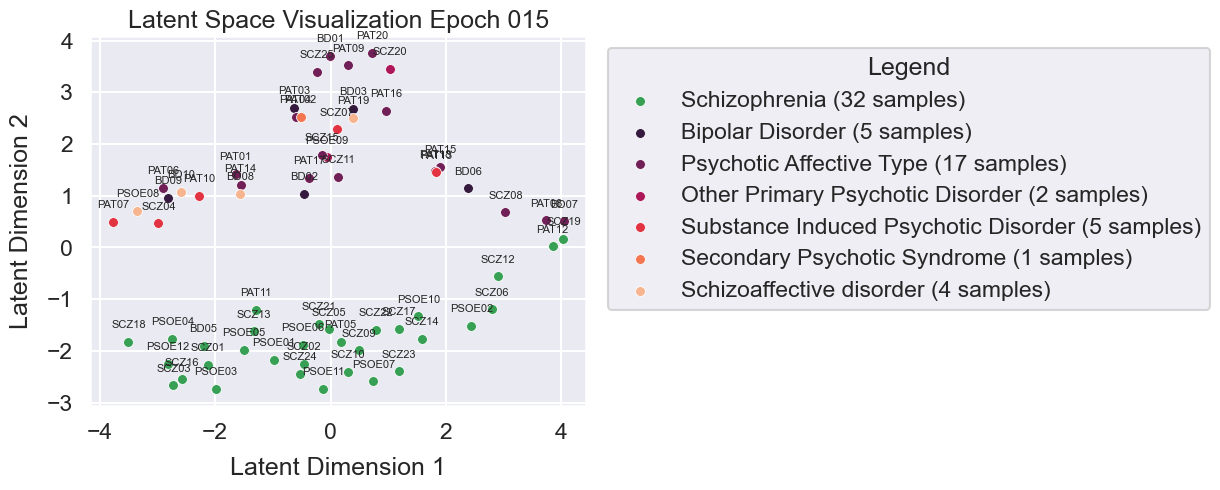 Latent Space Visualization Epoch 015
Latent Dimension 2
4
3
2
1
0
−1
−2
−3
−4
−2
0
2
4
Latent Dimension 1
BD01
PAT20
PAT09
SCZ25
SCZ20
PAT03
BD03
PAT16
PAT19
SCZ07
SCZ15
PSOE09
PAT15
PAT01
SCZ11
PAT14
PAT06
BD10
PAT10
BD09
BD08
BD02
BD06
PSOE08
PAT07
SCZ04
SCZ08
BD07
SCZ19
PAT12
SCZ12
PAT11
SCZ06
PSOE10
PSOE02
SCZ21
SCZ05
SCZ22
SCZ17
SCZ13
SCZ14
SCZ18
PSOE04
BD05
PSOE05
PSOE06
PAT05
SCZ09
PSOE12
SCZ01
PSOE01
SCZ02
SCZ10
SCZ23
SCZ16
SCZ24
SCZ03
PSOE03
PSOE11
PSOE07
Legend
Schizophrenia (32 samples)
Bipolar Disorder (5 samples)
Psychotic Affective Type (17 samples)
Other Primary Psychotic Disorder (2 samples)
Substance Induced Psychotic Disorder (5 samples)
Secondary Psychotic Syndrome (1 samples)
Schizoaffective disorder (4 samples)